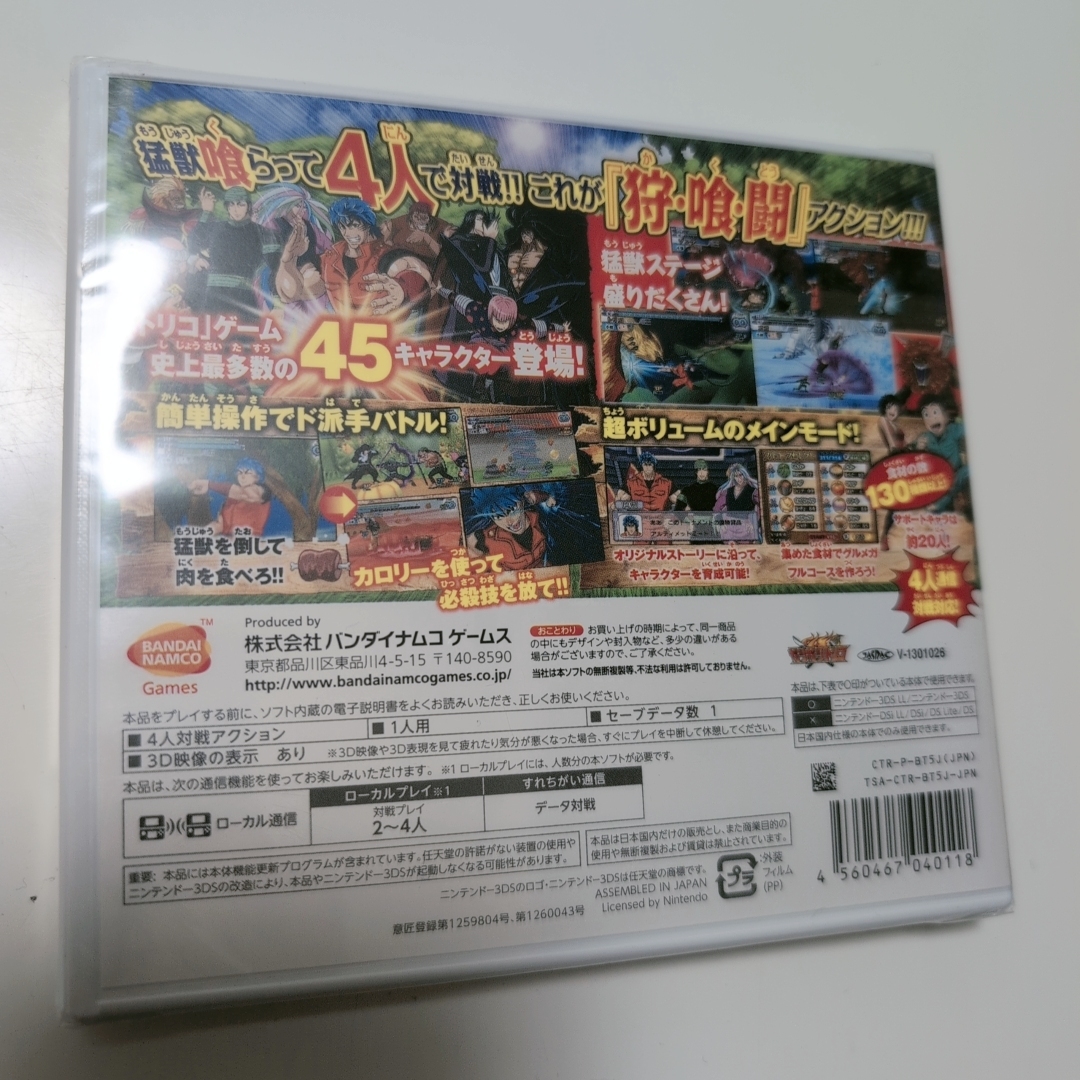 猛獣喰らって4人で対戦!! これが『狩・喰・闘』アクション!!!
トリコ」ゲーム
史上最多数の45キャラクター登場!
猛獣ステージ
盛りだくさん!
簡単操作でド派手バトル!
猛獣を倒して
肉を食べろ!!
カロリーを使って
必殺技を放て!!
超ボリュームのメインモード!
オリジナルストーリーに沿って、
キャラクターを育成可能!
集めた食材でグルメガ
フルコースを作ろう!
食材の数
130
サポートキャラは
約20人!
4人
対戦対応!
BANDAI
NAMCO
TM
Games
Produced by
株式会社 バンダイナムコ ゲームス
東京都品川区東品川4-5-15 〒140-8590
http://www.bandainamcogames.co.jp/
おことわり お買い上げの時期によって、同一商品
の中にもデザインや封入物など、多少の違いがある
場合がございますので、ご了承ください。
当社は本ソフトの無断複製等、不法な利用は許可しておりません。
V-1301028
本品をプレイする前に、ソフト内蔵の電子説明書をよくお読みいただき、正しくお使いください。
■ 4人対戦アクション ■ 1人用 ■ セーブデータ数 1
■ 3D映像の表示 あり ※3D映像や3D表現を見て疲れたり気分が悪くなった場合、すぐにプレイを中断して休憩してください。
本品は、下表で○印がついている本体で使用できます。
○ ニンテンドー3DS LL/ニンテンドー3DS
× ニンテンドーDSi LL/DSi/DS Lite/DS
日本国内仕様の本体でのみ使用できます。
本品は、次の通信機能を使ってお楽しみいただけます。 ※1 ローカルプレイには、人数分の本ソフトが必要です。
ローカルプレイ※1 すれちがい通信
ローカル通信 対戦プレイ
2〜4人 データ対戦
CTR-P-BT5J(JPN)
TSA-CTR-BT5J-JPN
重要: 本品には本体機能更新プログラムが含まれています。任天堂の許諾がない装置の使用や
ニンテンドー3DSの改造により、本品やニンテンドー3DSが起動しなくなる可能性があります。
本品は日本国内だけの販売とし、また商業目的の
使用や無断複製および賃貸は禁止されています。
ニンテンドー3DSのロゴ・ニンテンドー3DSは任天堂の商標です。
ASSEMBLED IN JAPAN
Licensed by Nintendo
意匠登録第1259804号、第1260043号
プラ
:外装
フィルム
(PP)
4 560467 040118